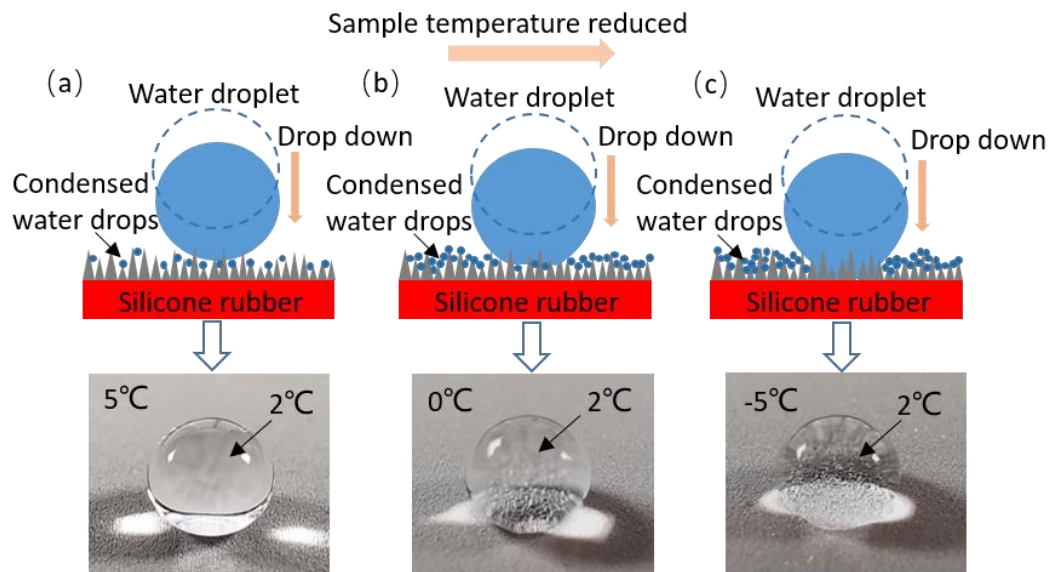 Sample temperature reduced
(a)
Water droplet
Drop down
Condensed
water drops
Silicone rubber
5℃
2℃
(b)
Water droplet
Drop down
Condensed
water drops
Silicone rubber
0℃
2℃
(c)
Water droplet
Drop down
Condensed
water drops
Silicone rubber
-5℃
2℃